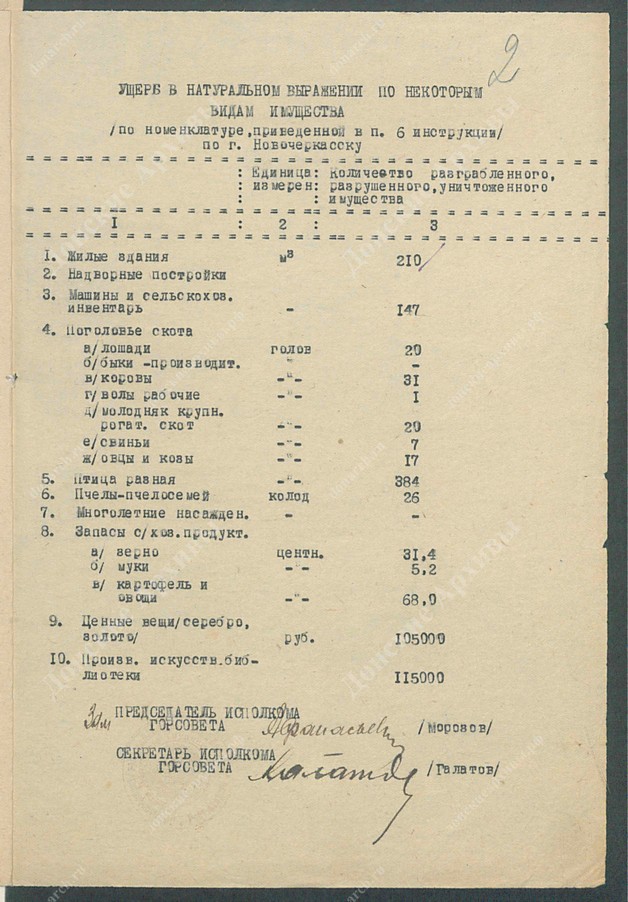 2
УЩЕРБ В НАТУРАЛЬНОМ ВЫРАЖЕНИИ ПО НЕКОТОРЫМ
ВИДАМ ИМУЩЕСТВА
/по номенклатуре,приведенной в п. 6 инструкции/
по г. Новочеркасску
: Единица: Количество разграбленного,
: измерен: разрушенного,уничтоженного
: : имущества
I : 2 : 3
1. Жилые здания м3 210/
2. Надворные постройки
3. Машины и сельскохоз.
инвентарь - 147
4. Поголовье скота
а/лошади голов 20
б/быки -производит. " -
в/коровы -"- 31
г/волы рабочие -"- I
д/молодняк крупн.
рогат. скот -"- 20
е/свиньи -"- 7
ж/овцы и козы -"- 17
5. Птица разная -"- 384
6. Пчелы-пчелосемей колод 26
7. Многолетние насажден. - -
8. Запасы с/хоз.продукт.
а/ зерно центн. 31,4
б/ муки -"- 5,2
в/ картофель и
овощи -"- 68,0
9. Ценные вещи/серебро,
золото/ руб. 105000
10. Произв. искусств.биб-
лиотеки 115000
Зам ПРЕДСЕДАТЕЛЬ ИСПОЛКОМА
ГОРСОВЕТА /Морозов/
СЕКРЕТАРЬ ИСПОЛКОМА
ГОРСОВЕТА /Галатов/
Донские Архивы
donarch.ru